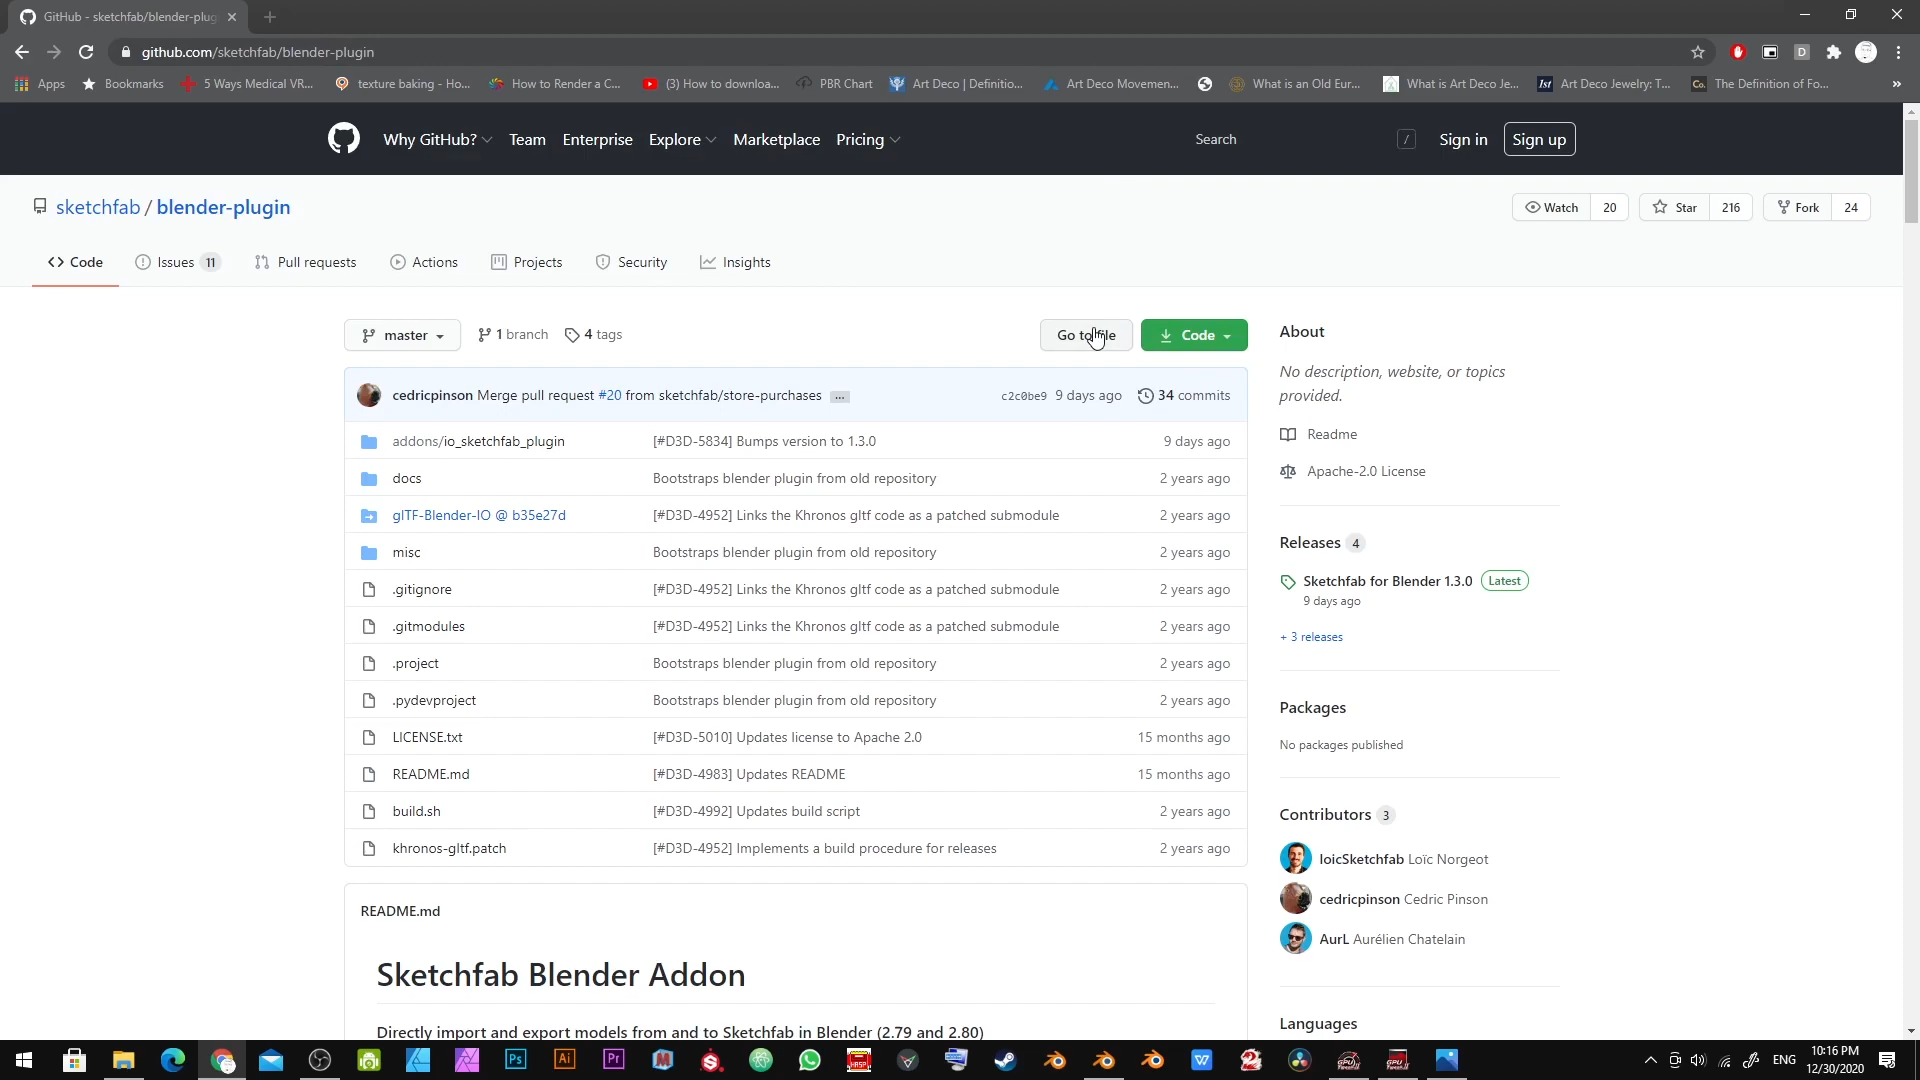 GitHub - sketchfab/blender-plug
github.com/sketchfab/blender-plugin
Apps Bookmarks 5 Ways Medical VR... texture baking - Ho... How to Render a C... (3) How to downloa... PBR Chart Art Deco | Definitio... Art Deco Movemen... What is an Old Eur... What is Art Deco Je... 1st Art Deco Jewelry: T... Co. The Definition of Fo... »
Why GitHub? Team Enterprise Explore Marketplace Pricing Search / Sign in Sign up
sketchfab / blender-plugin Watch 20 Star 216 Fork 24
<> Code Issues 11 Pull requests Actions Projects Security Insights
master 1 branch 4 tags Go to file Code
cedricpinson Merge pull request #20 from sketchfab/store-purchases ... c2c0be9 9 days ago 34 commits
addons/io_sketchfab_plugin [#D3D-5834] Bumps version to 1.3.0 9 days ago
docs Bootstraps blender plugin from old repository 2 years ago
glTF-Blender-IO @ b35e27d [#D3D-4952] Links the Khronos gltf code as a patched submodule 2 years ago
misc Bootstraps blender plugin from old repository 2 years ago
.gitignore [#D3D-4952] Links the Khronos gltf code as a patched submodule 2 years ago
.gitmodules [#D3D-4952] Links the Khronos gltf code as a patched submodule 2 years ago
.project Bootstraps blender plugin from old repository 2 years ago
.pydevproject Bootstraps blender plugin from old repository 2 years ago
LICENSE.txt [#D3D-5010] Updates license to Apache 2.0 15 months ago
README.md [#D3D-4983] Updates README 15 months ago
build.sh [#D3D-4992] Updates build script 2 years ago
khronos-gltf.patch [#D3D-4952] Implements a build procedure for releases 2 years ago
README.md
Sketchfab Blender Addon
Directly import and export models from and to Sketchfab in Blender (2.79 and 2.80)
About
No description, website, or topics
provided.
Readme
Apache-2.0 License
Releases 4
Sketchfab for Blender 1.3.0 Latest
9 days ago
+ 3 releases
Packages
No packages published
Contributors 3
loicSketchfab Loïc Norgeot
cedricpinson Cedric Pinson
AurL Aurélien Chatelain
Languages
Ps Ai Pr ENG 10:16 PM
12/30/2020